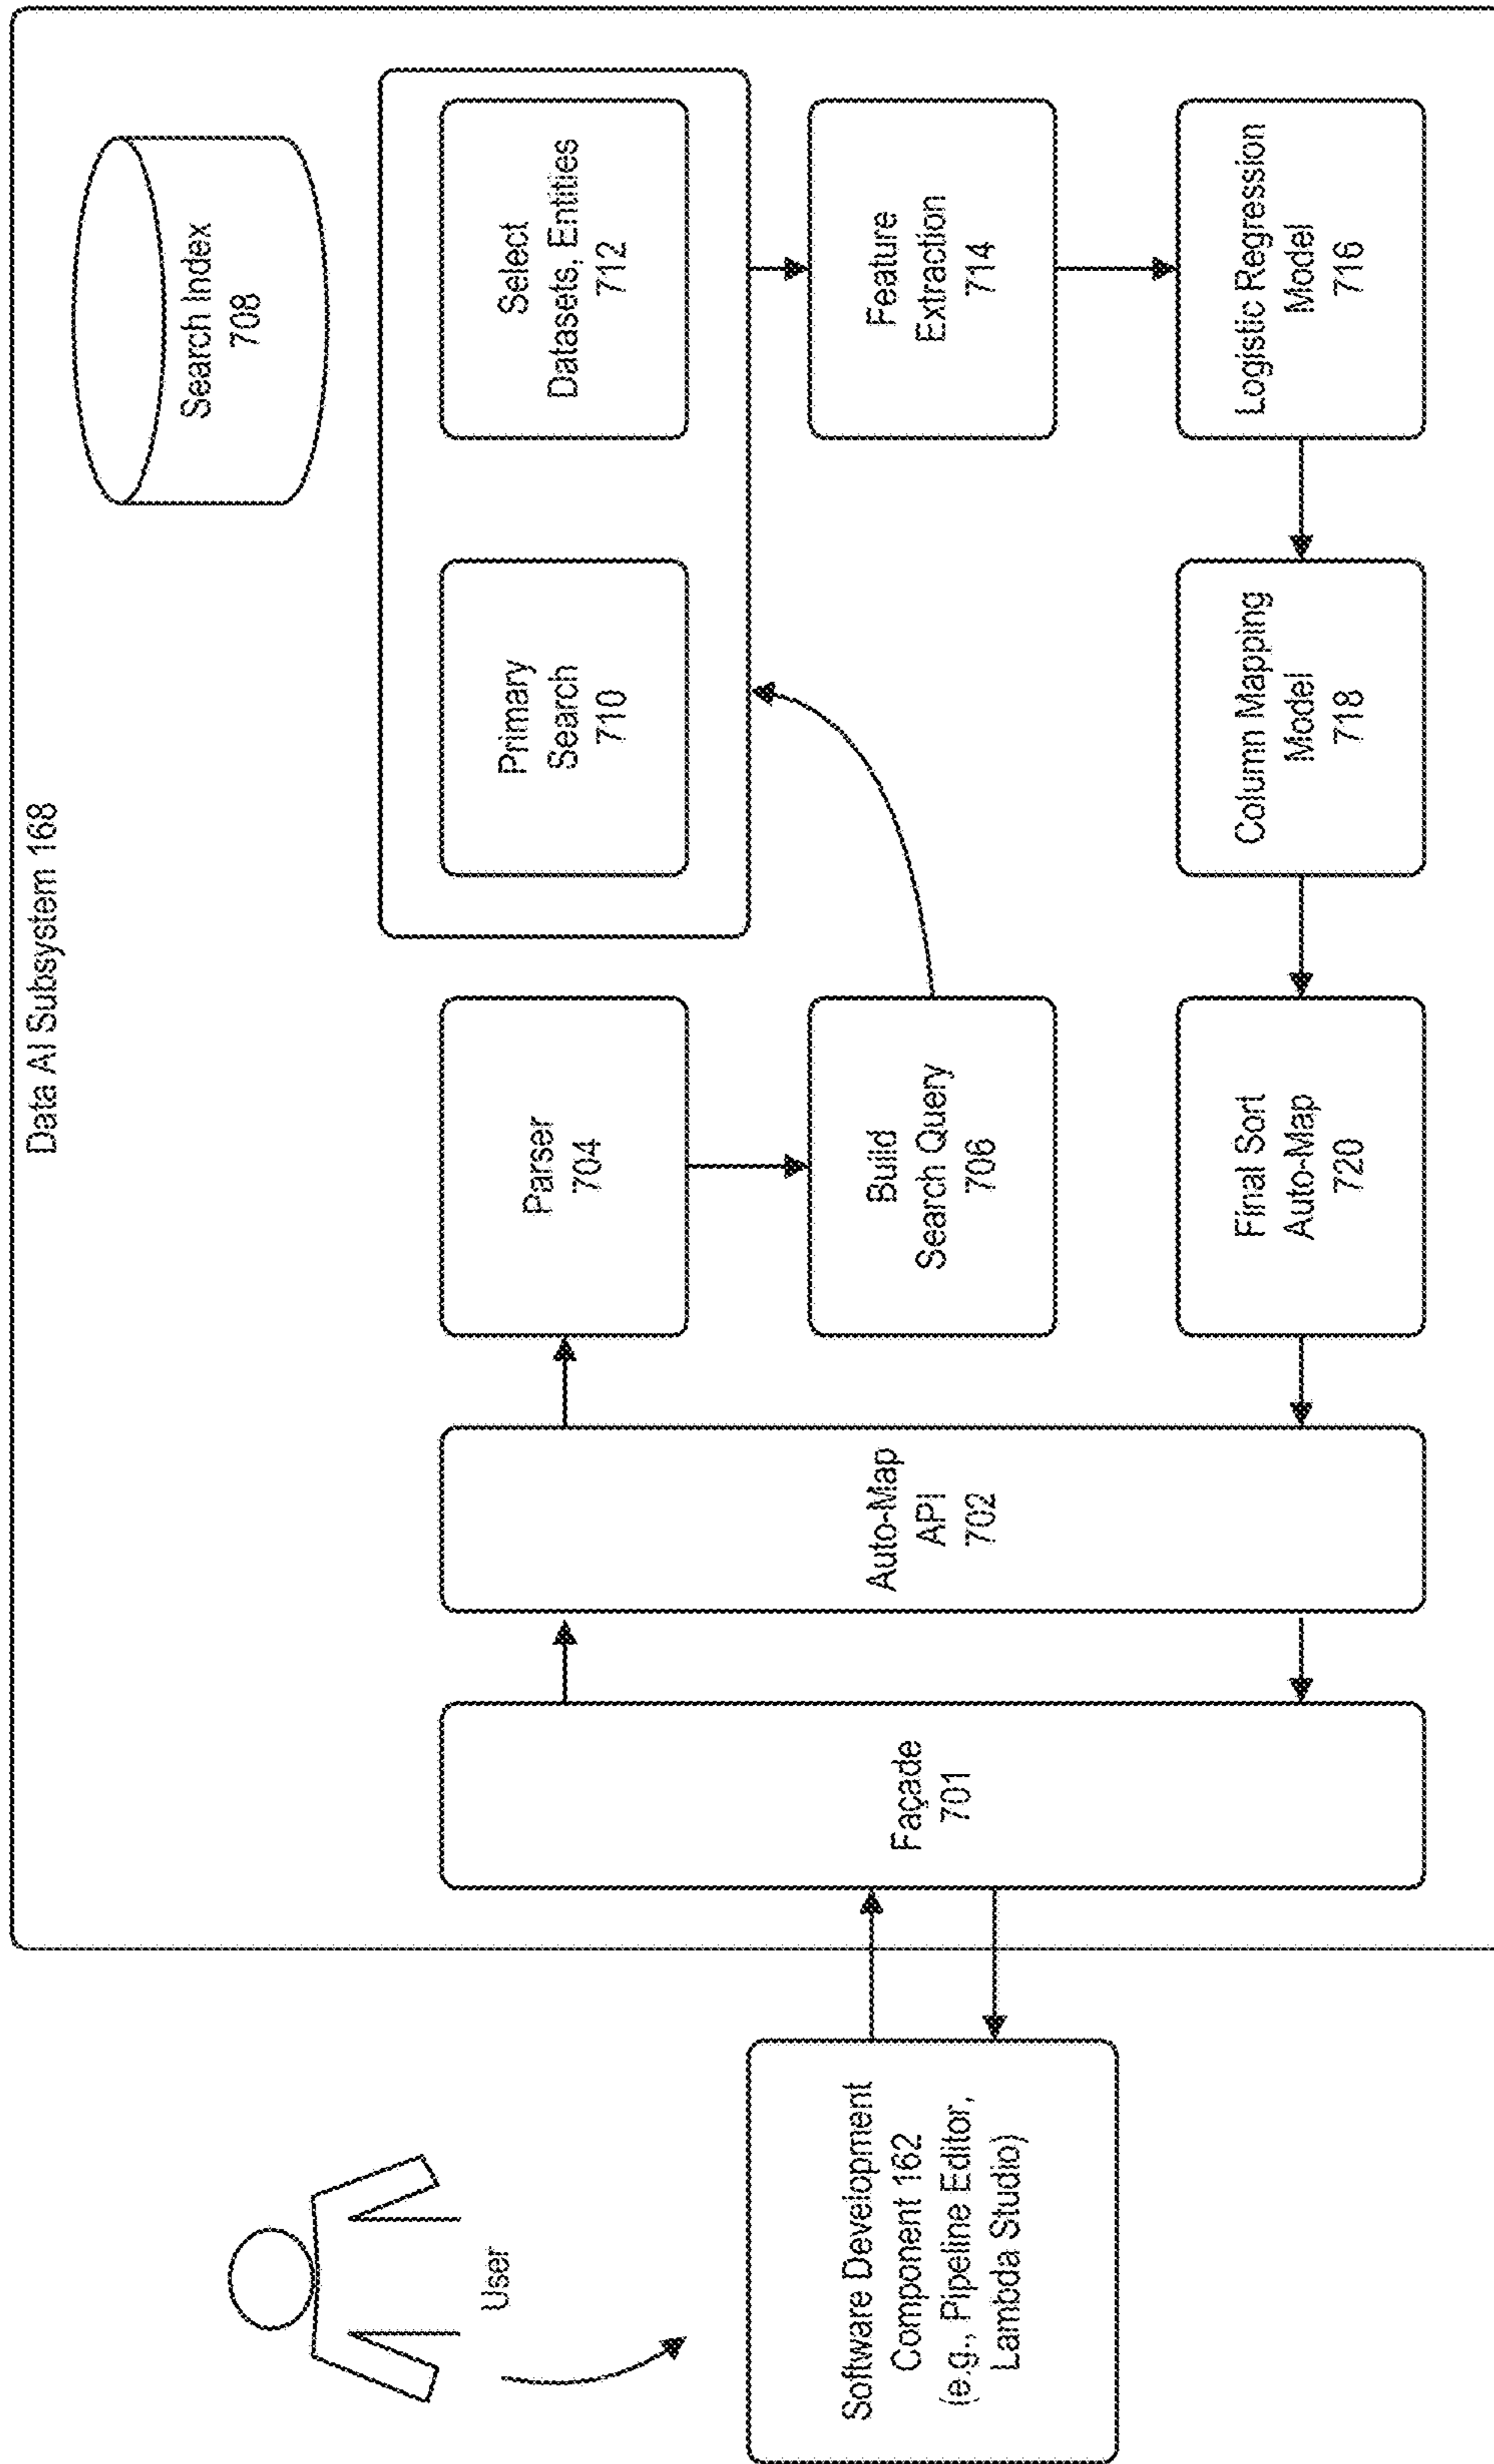 Data AI Subsystem 168
User
Software Development
Component 162
(e.g., Pipeline Editor,
Lambda Studio)
Façade
701
Auto-Map
API
702
Parser
704
Build
Search Query
706
Search Index
708
Primary
Search
710
Select
Datasets, Entities
712
Feature
Extraction
714
Logistic Regression
Model
716
Column Mapping
Model
718
Final Sort
Auto-Map
720